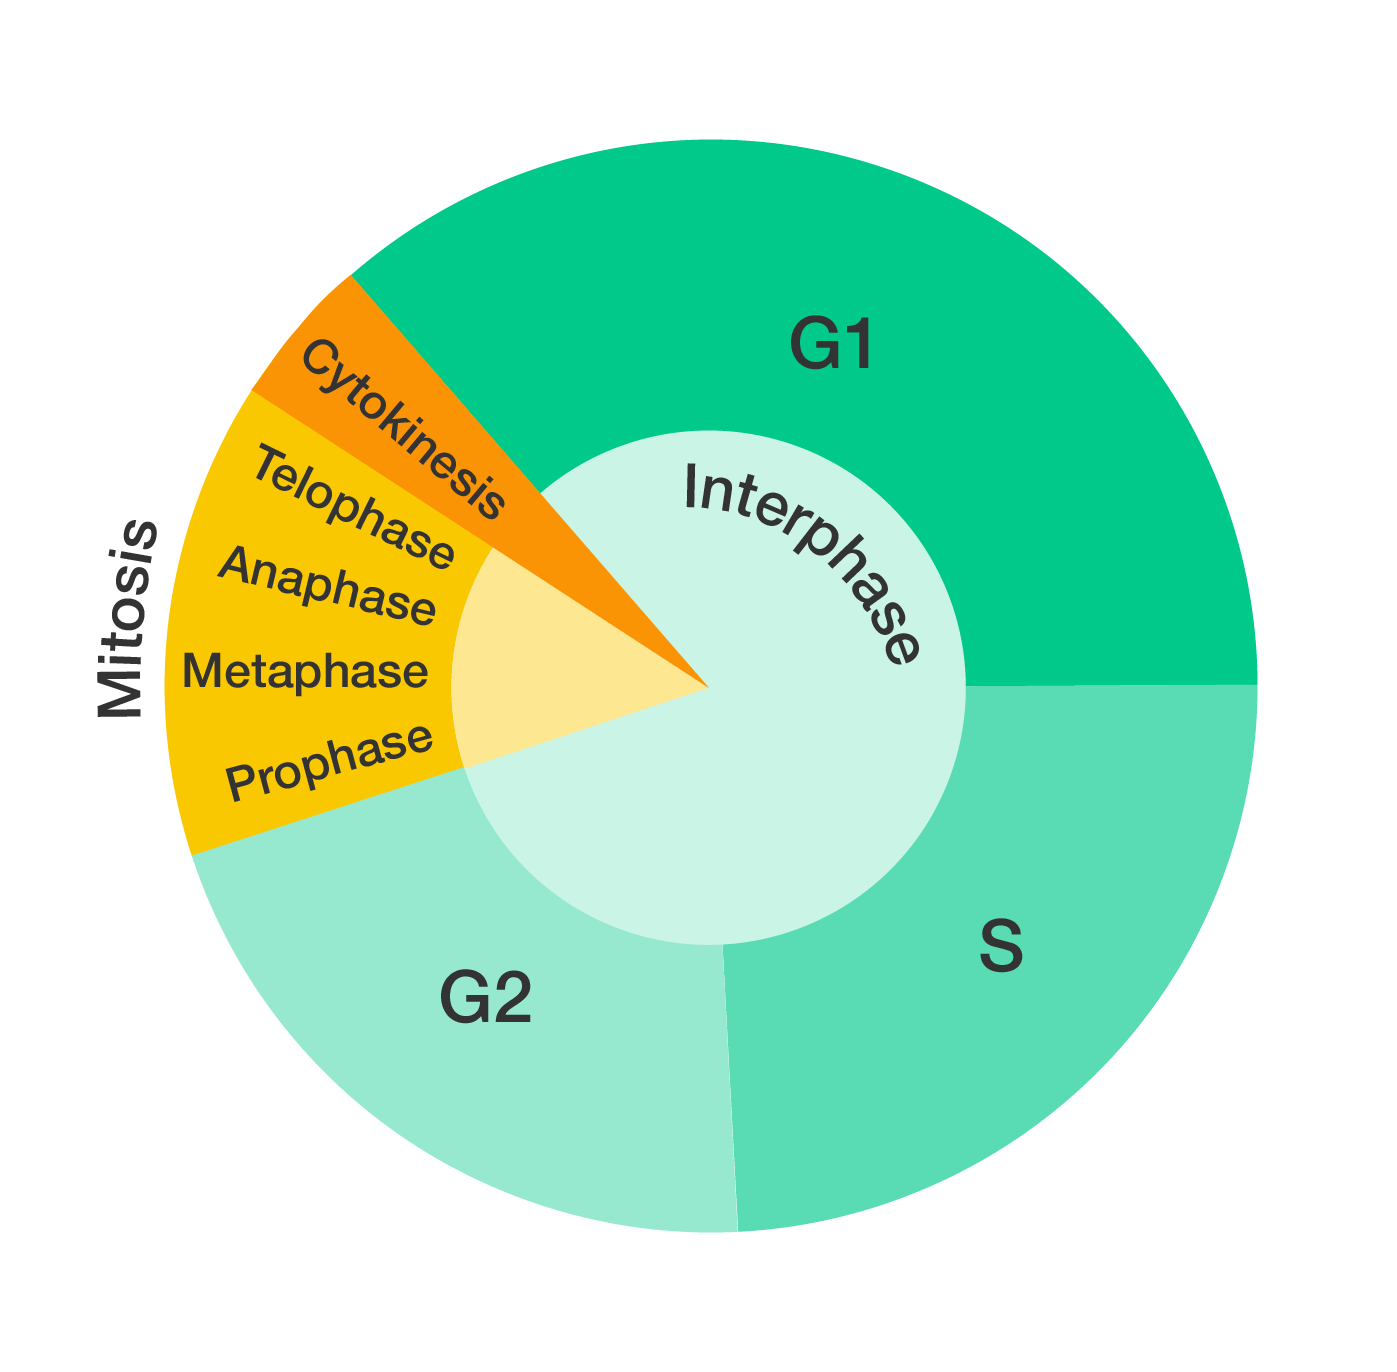 G1
Interphase
Cytokinesis
Telophase
Anaphase
Metaphase
Prophase
Mitosis
S
G2